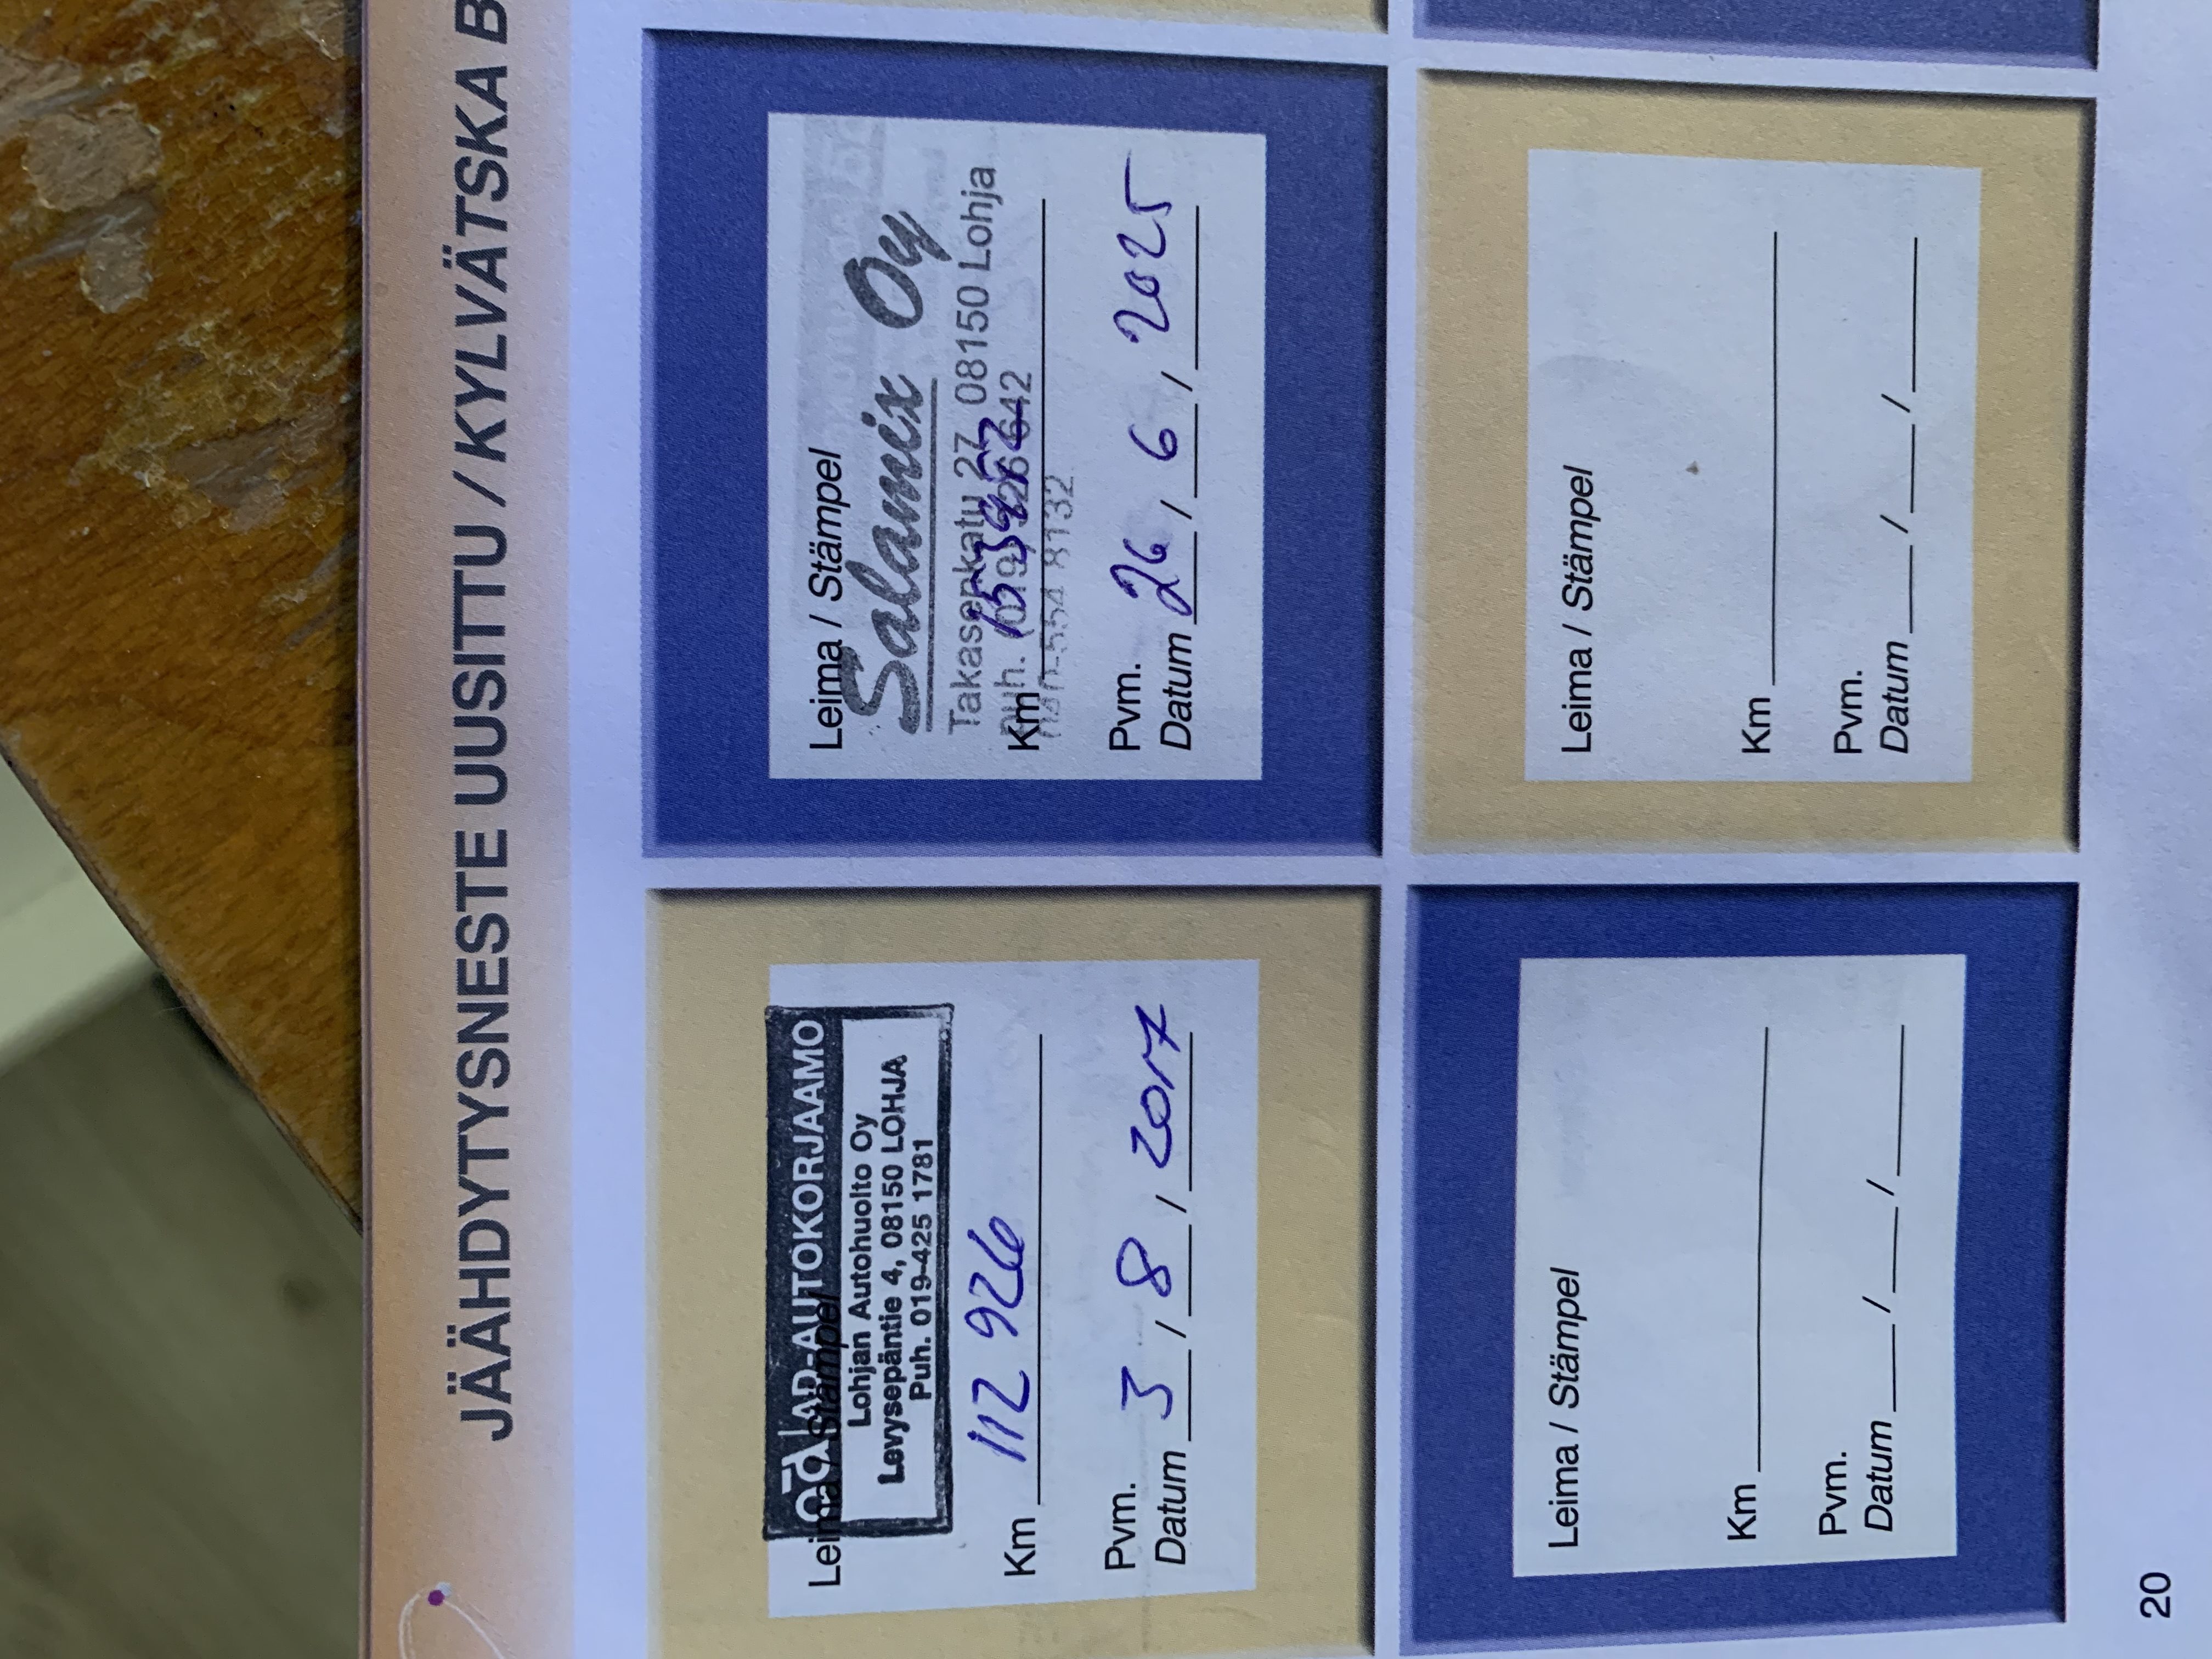 JÄÄHDYTYSNESTE UUSITTU / KYLVÄTSKA B
Leima / Stämpel
ad AD-AUTOKORJAAMO
Lohjan Autohuolto Oy
Levysepäntie 4, 08150 LOHJA
Puh. 019-425 1781
Km 112 926
Pvm.
Datum 3 / 8 / 2017
Leima / Stämpel
Salamix Oy
Takasenkatu 27, 08150 Lohja
Puh.
Km
Pvm.
Datum 26 / 6 / 2025
Leima / Stämpel
Km
Pvm.
Datum / /
Leima / Stämpel
Km
Pvm.
Datum / /
20